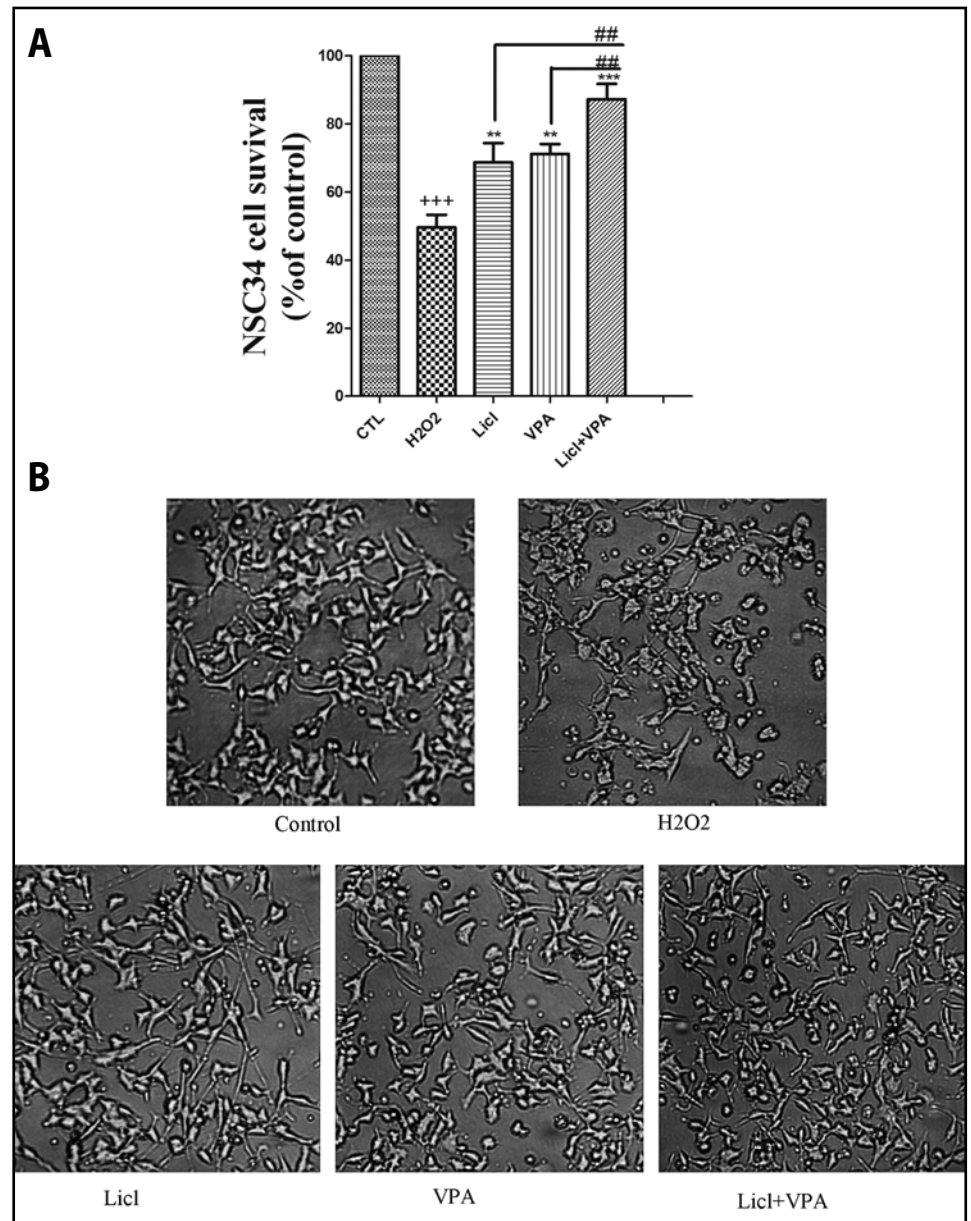 A
##
##
***
**
**
+++
100
80
60
40
20
0
NSC34 cell suvival
(%of control)
CTL
H2O2
Licl
VPA
Licl+VPA
B
Control
H2O2
Licl
VPA
Licl+VPA